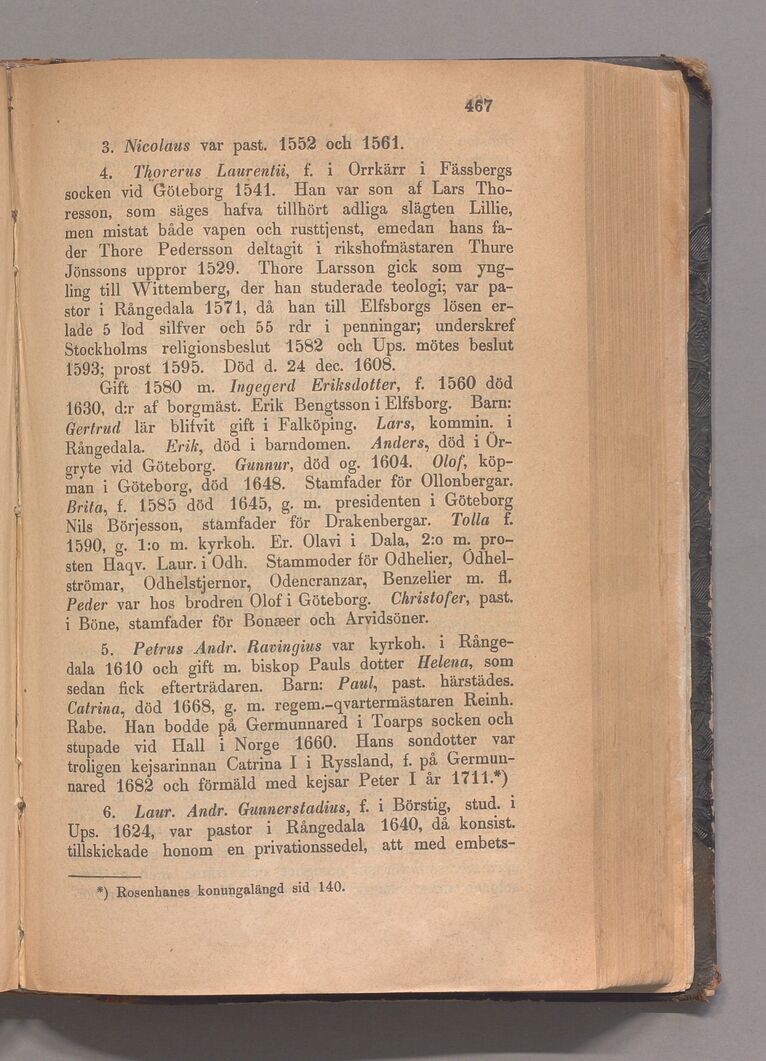 467
3. Nicolaus var past. 1552 och 1561.
4. Thorerus Laurentii, f. i Orrkärr i Fässbergs
socken vid Göteborg 1541. Han var son af Lars Tho-
resson, som säges hafva tillhört adliga slägten Lillie,
men mistat både vapen och rusttjenst, emedan hans fa-
der Thore Pedersson deltagit i rikshofmästaren Thure
Jönssons uppror 1529. Thore Larsson gick som yng-
ling till Wittemberg, der han studerade teologi; var pa-
stor i Rångedala 1571, då han till Elfsborgs lösen er-
lade 5 lod silfver och 55 rdr i penningar; underskref
Stockholms religionsbeslut 1582 och Ups. mötes beslut
1593; prost 1595. Död d. 24 dec. 1608.
Gift 1580 m. Ingegerd Eriksdotter, f. 1560 död
1630, d:r af borgmäst. Erik Bengtsson i Elfsborg. Barn:
Gertrud lär blifvit gift i Falköping. Lars, kommin. i
Rångedala. Erik, död i barndomen. Anders, död i Ör-
gryte vid Göteborg. Gunnur, död og. 1604. Olof, köp-
man i Göteborg, död 1648. Stamfader för Ollonbergar.
Brita, f. 1585 död 1645, g. m. presidenten i Göteborg
Nils Börjesson, stamfader för Drakenbergar. Tolla f.
1590, g. 1:o m. kyrkoh. Er. Olavi i Dala, 2:o m. pro-
sten Haqv. Laur. i Odh. Stammoder för Odhelier, Odhel-
strömar, Odhelstjernor, Odencranzar, Benzelier m. fl.
Peder var hos brodren Olof i Göteborg. Christofer, past.
i Böne, stamfader för Bonæer och Arvidsöner.
5. Petrus Andr. Ravingius var kyrkoh. i Rånge-
dala 1610 och gift m. biskop Pauls dotter Helena, som
sedan fick efterträdaren. Barn: Paul, past. härstädes.
Catrina, död 1668, g. m. regem.-qvartermästaren Reinh.
Rabe. Han bodde på Germunnared i Toarps socken och
stupade vid Hall i Norge 1660. Hans sondotter var
troligen kejsarinnan Catrina I i Ryssland, f. på Germun-
nared 1682 och förmäld med kejsar Peter I år 1711.*)
6. Laur. Andr. Gunnerstadius, f. i Börstig, stud. i
Ups. 1624, var pastor i Rångedala 1640, då konsist.
tillskickade honom en privationssedel, att med embets-
*) Rosenhanes konungalängd sid 140.